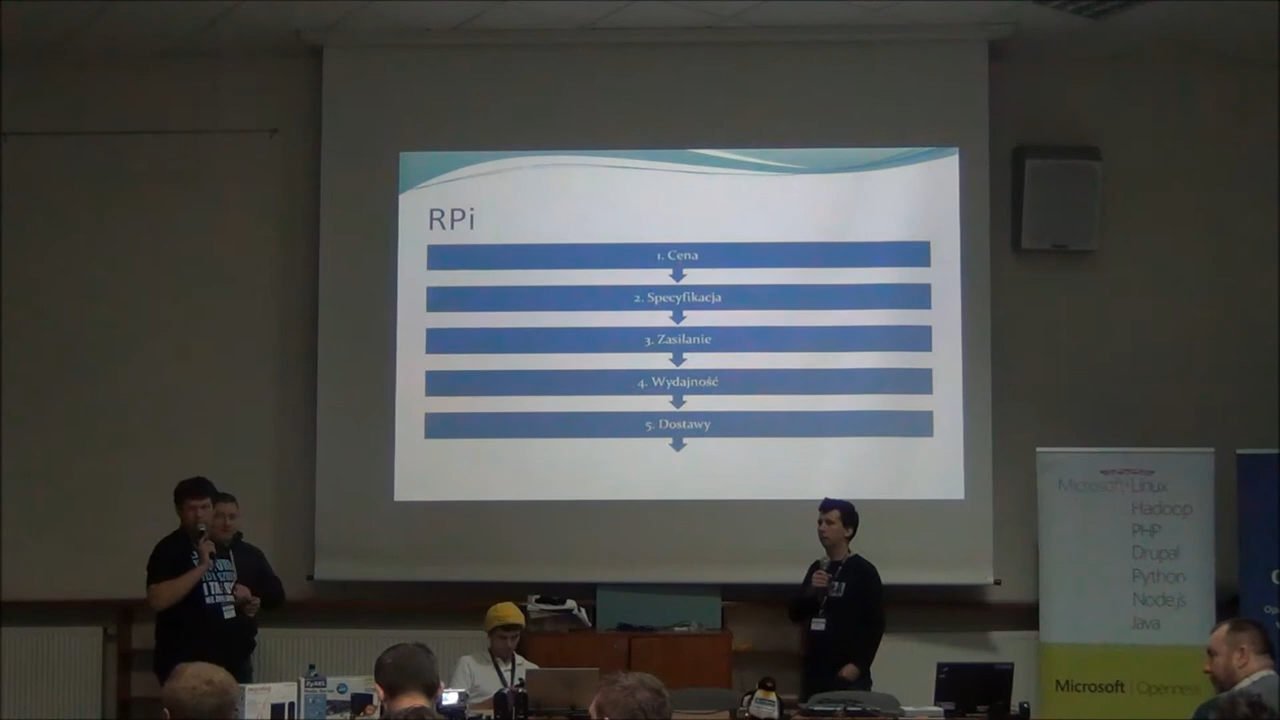 RPi
1. Cena
2. Specyfikacja
3. Zasilanie
4. Wydajność
5. Dostawy
Microsoft+Linux
Hadoop
PHP
Drupal
Python
Node.js
Java
Microsoft | Openness
ZyXEL